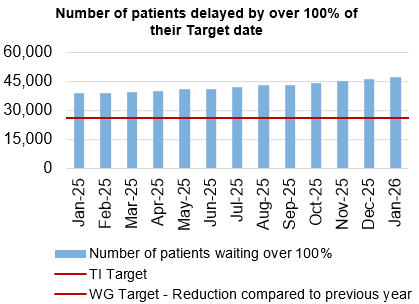 Number of patients delayed by over 100% of
their Target date
60,000
45,000
30,000
15,000
0
Jan-25
Feb-25
Mar-25
Apr-25
May-25
Jun-25
Jul-25
Aug-25
Sep-25
Oct-25
Nov-25
Dec-25
Jan-26
Number of patients waiting over 100%
TI Target
WG Target - Reduction compared to previous year